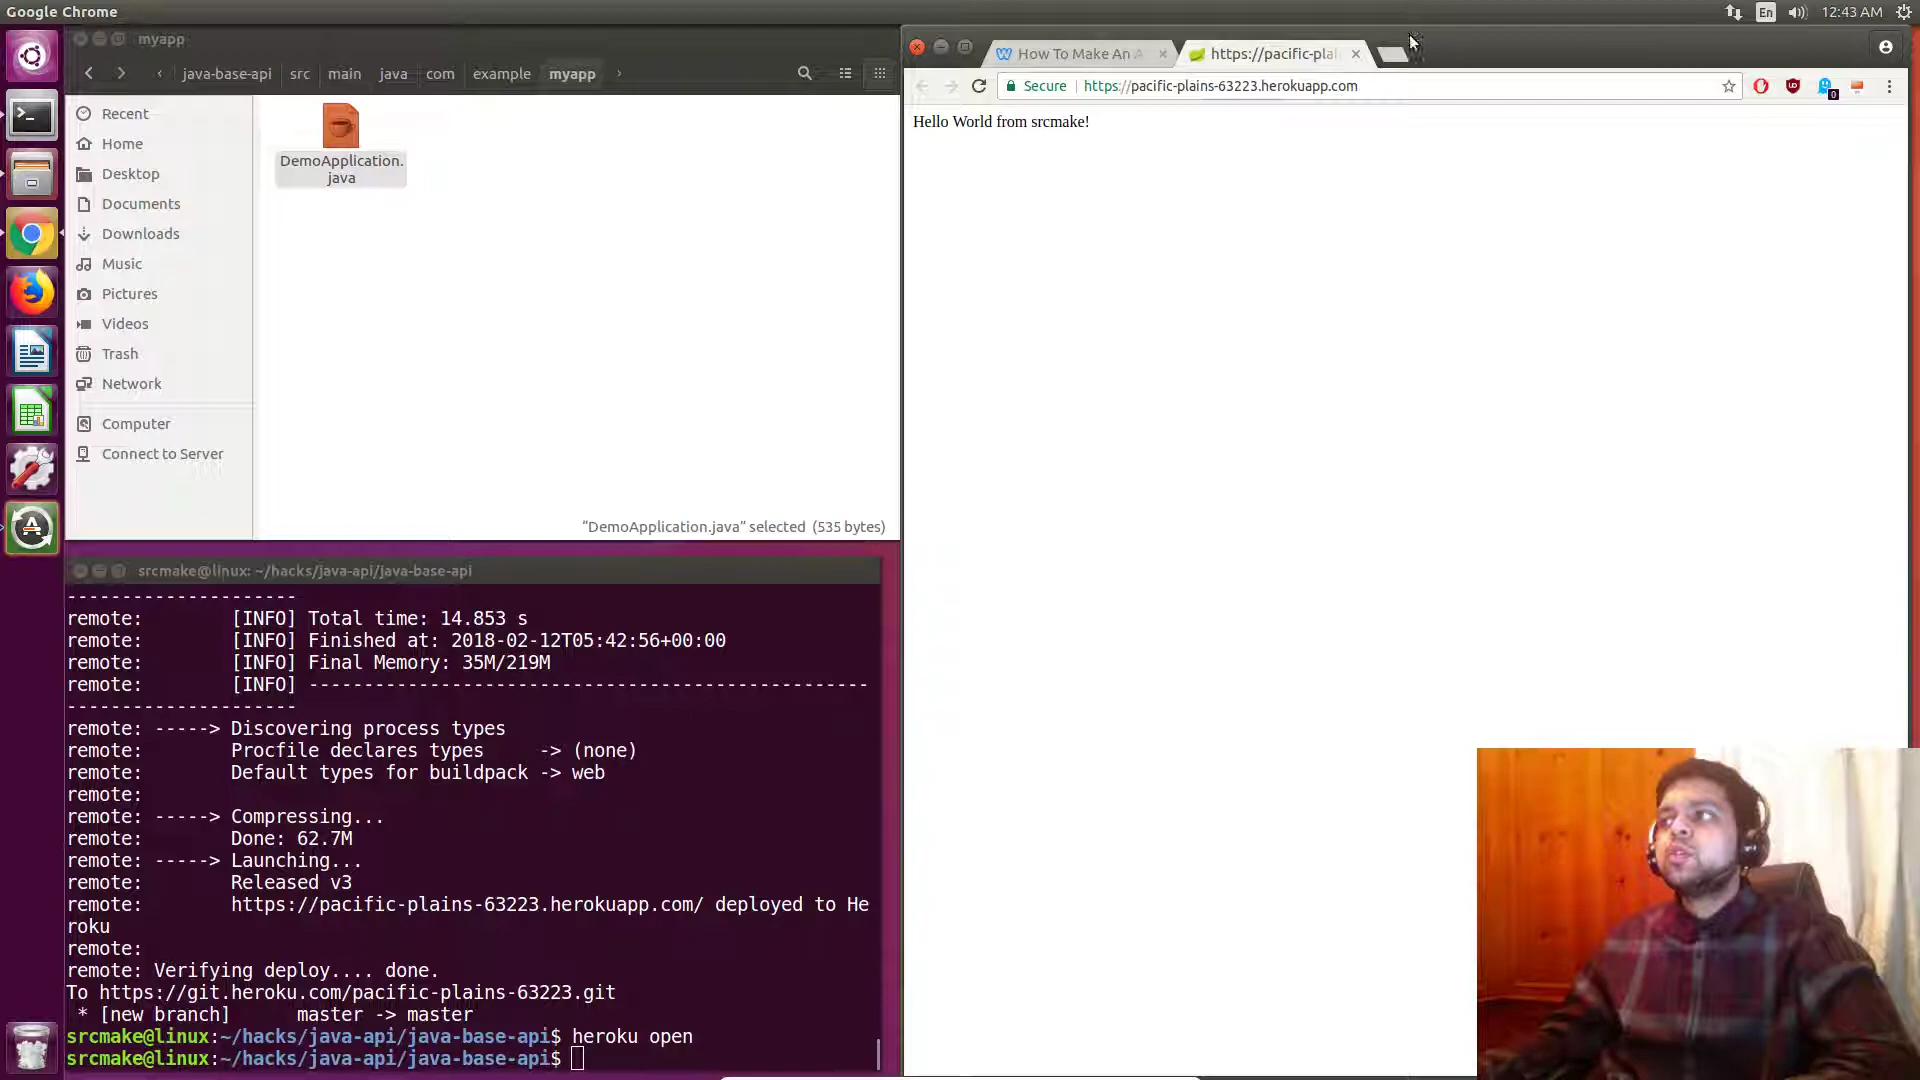 Google Chrome
En
12:43 AM
myapp
java-base-api src main java com example myapp
Recent
Home
Desktop
Documents
Downloads
Music
Pictures
Videos
Trash
Network
Computer
Connect to Server
DemoApplication.
java
“DemoApplication.java” selected (535 bytes)
How To Make An A
https://pacific-plai
Secure https://pacific-plains-63223.herokuapp.com
0
Hello World from srcmake!
srcmake@linux: ~/hacks/java-api/java-base-api
---------------------
remote: [INFO] Total time: 14.853 s
remote: [INFO] Finished at: 2018-02-12T05:42:56+00:00
remote: [INFO] Final Memory: 35M/219M
remote: [INFO] ---------------------------------------------------
---------------------
remote: -----> Discovering process types
remote: Procfile declares types -> (none)
remote: Default types for buildpack -> web
remote:
remote: -----> Compressing...
remote: Done: 62.7M
remote: -----> Launching...
remote: Released v3
remote: https://pacific-plains-63223.herokuapp.com/ deployed to He
roku
remote:
remote: Verifying deploy.... done.
To https://git.heroku.com/pacific-plains-63223.git
* [new branch] master -> master
srcmake@linux:~/hacks/java-api/java-base-api$ heroku open
srcmake@linux:~/hacks/java-api/java-base-api$